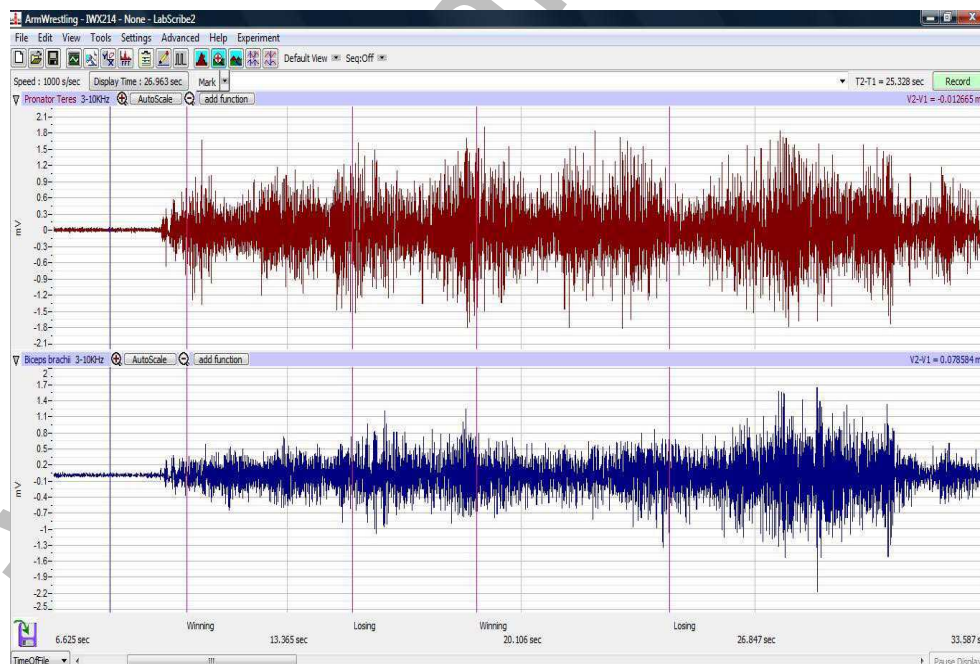 ArmWrestling - IWX214 - None - LabScribe2
File Edit View Tools Settings Advanced Help Experiment
Default View Seq:Off
Speed : 1000 s/sec Display Time : 26.963 sec Mark T2-T1 = 25.328 sec Record
Pronator Teres 3-10KHz AutoScale add function V2-V1 = -0.012665 m
2.1-
1.8-
1.5-
1.2-
0.9-
0.6-
0.3-
0-
-0.3-
-0.6-
-0.9-
-1.2-
-1.5-
-1.8-
-2.1-
mV
Biceps brachii 3-10KHz AutoScale add function V2-V1 = 0.078584 m
2-
1.7-
1.4-
1.1-
0.8-
0.5-
0.2-
-0.1-
-0.4-
-0.7-
-1-
-1.3-
-1.6-
-1.9-
-2.2-
-2.5-
mV
Winning Losing Winning Losing
6.625 sec 13.365 sec 20.106 sec 26.847 sec 33.587 s
TimeOfFile Pause Display